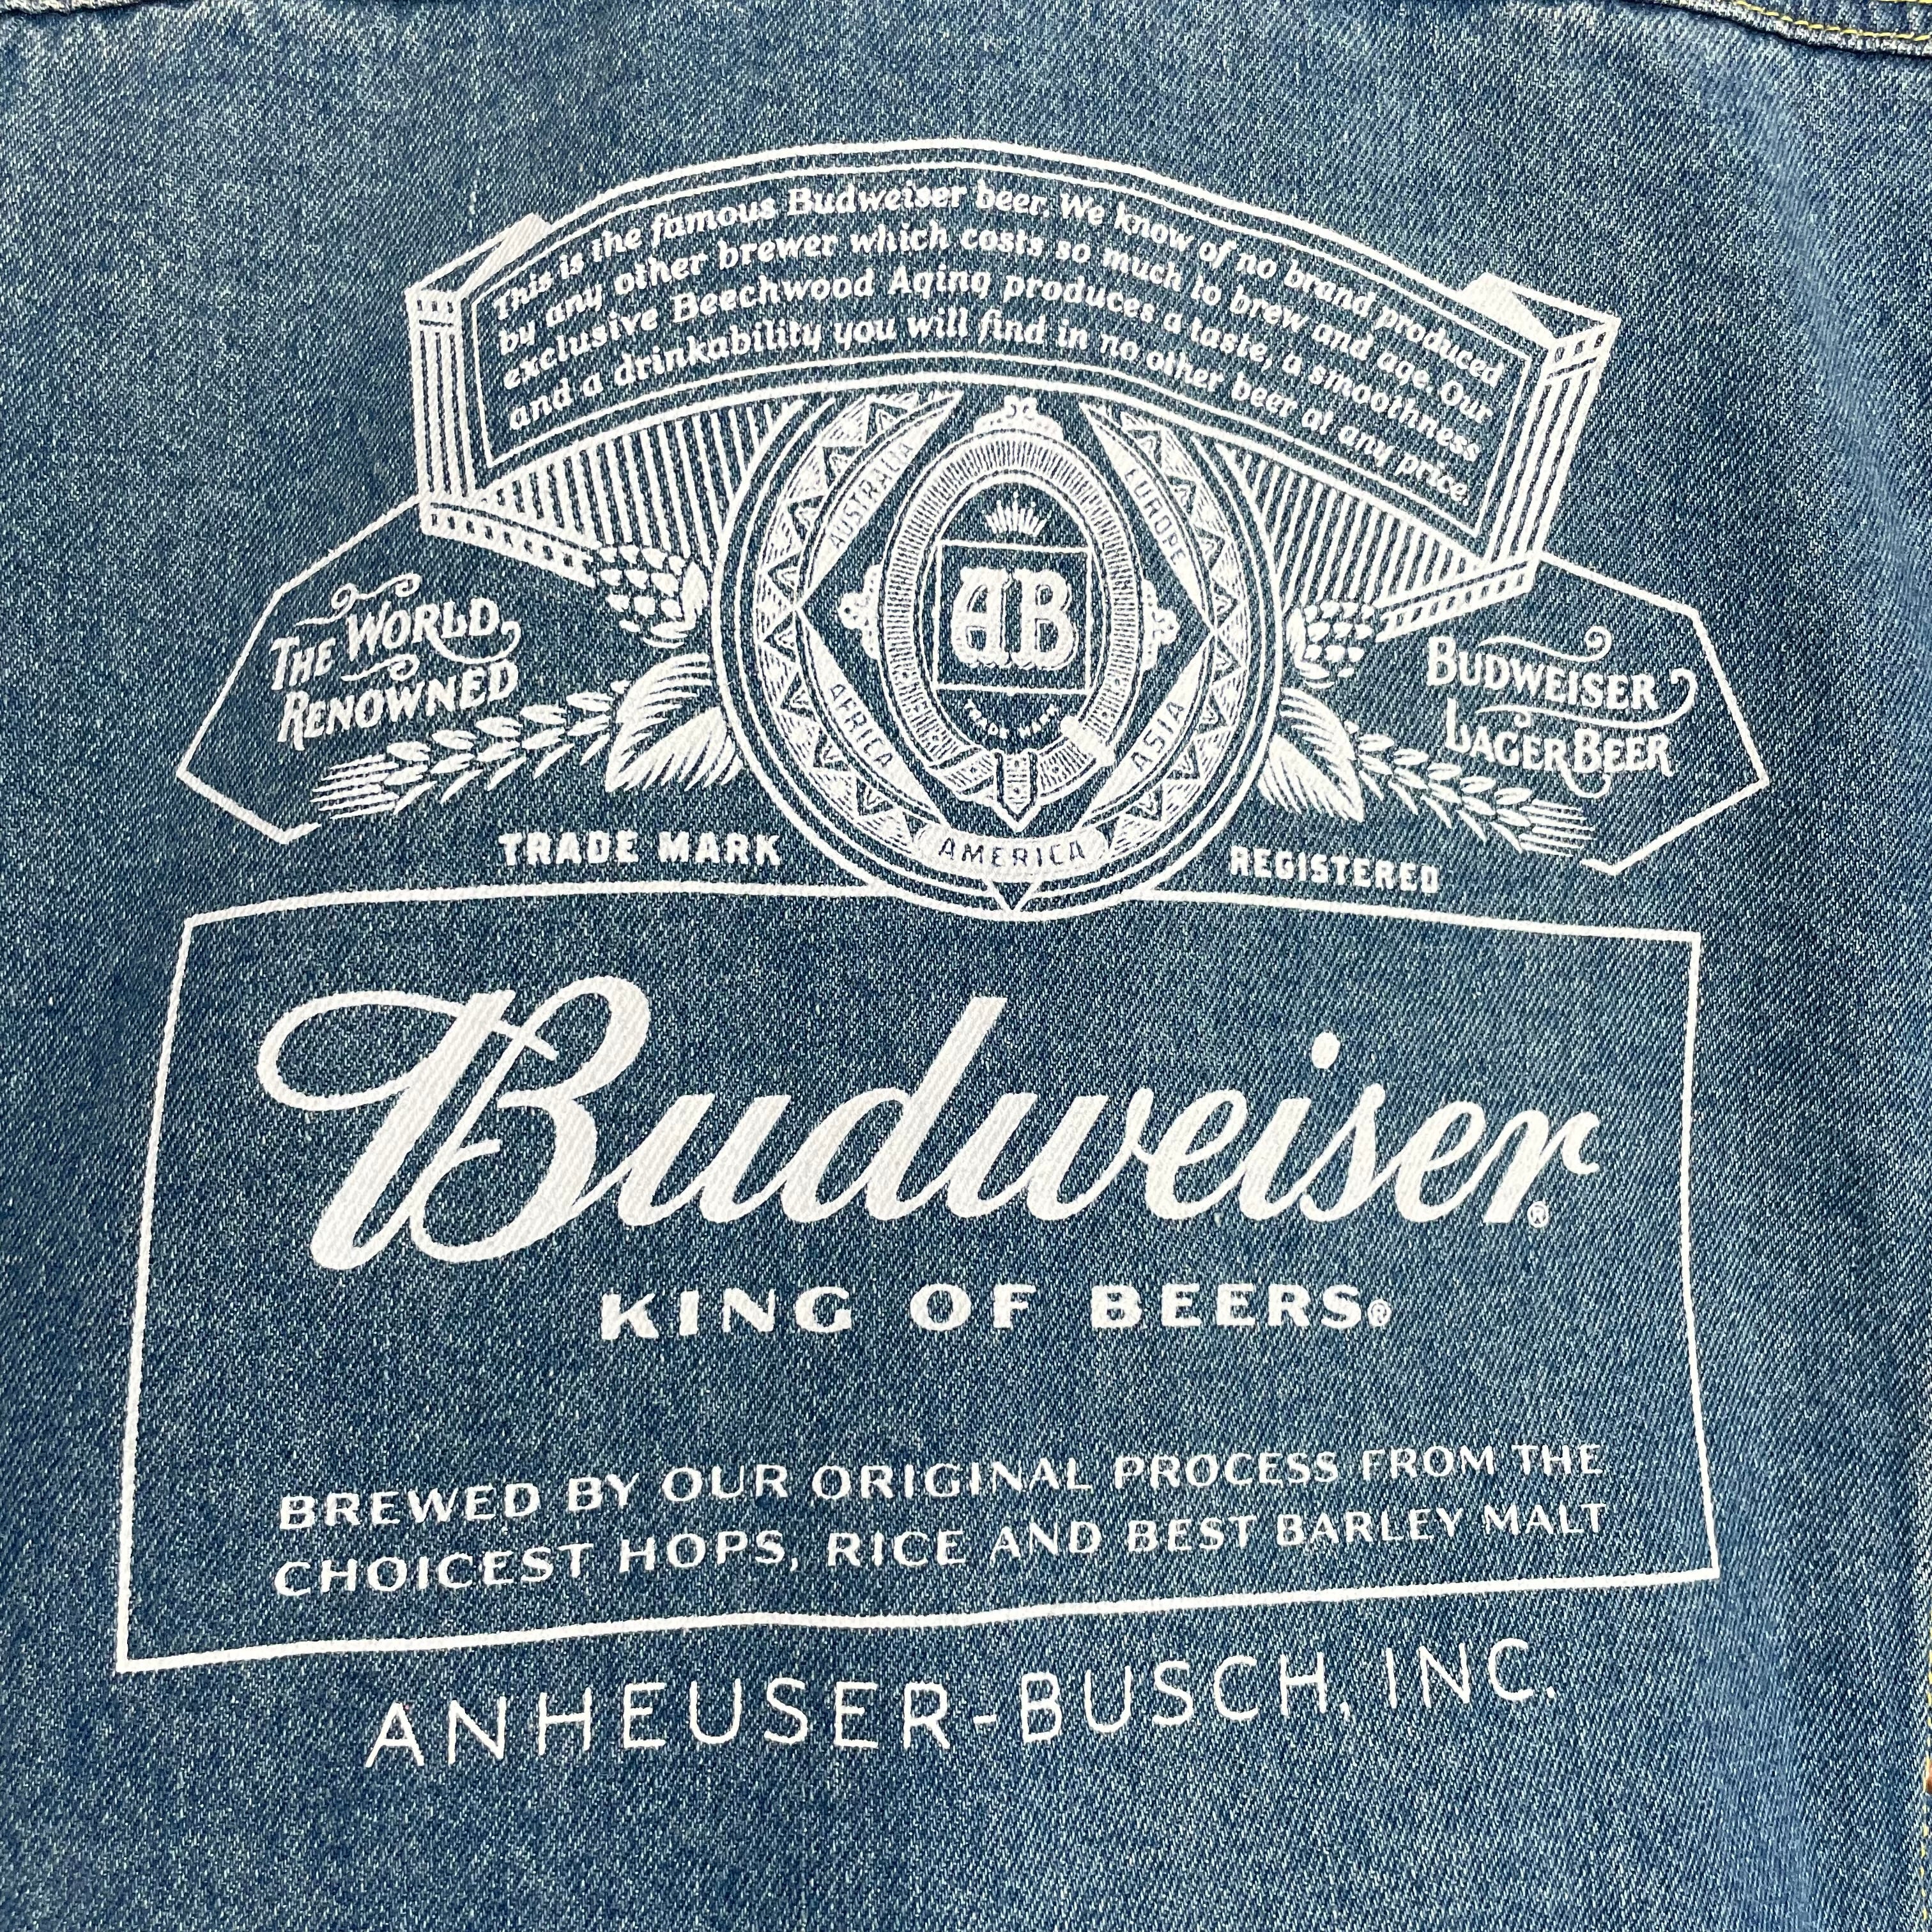 This is the famous Budweiser beer. We know of no brand produced
by any other brewer which costs so much to brew and age. Our
exclusive Beechwood Aging produces a taste, a smoothness
and a drinkability you will find in no other beer at any price.
AUSTRALIA
EUROPE
AB
TRADE MARK
AFRICA
ASIA
AMERICA
THE WORLD
RENOWNED
BUDWEISER
LAGER BEER
TRADE MARK
REGISTERED
Budweiser®
KING OF BEERS®
BREWED BY OUR ORIGINAL PROCESS FROM THE
CHOICEST HOPS, RICE AND BEST BARLEY MALT
ANHEUSER-BUSCH, INC.